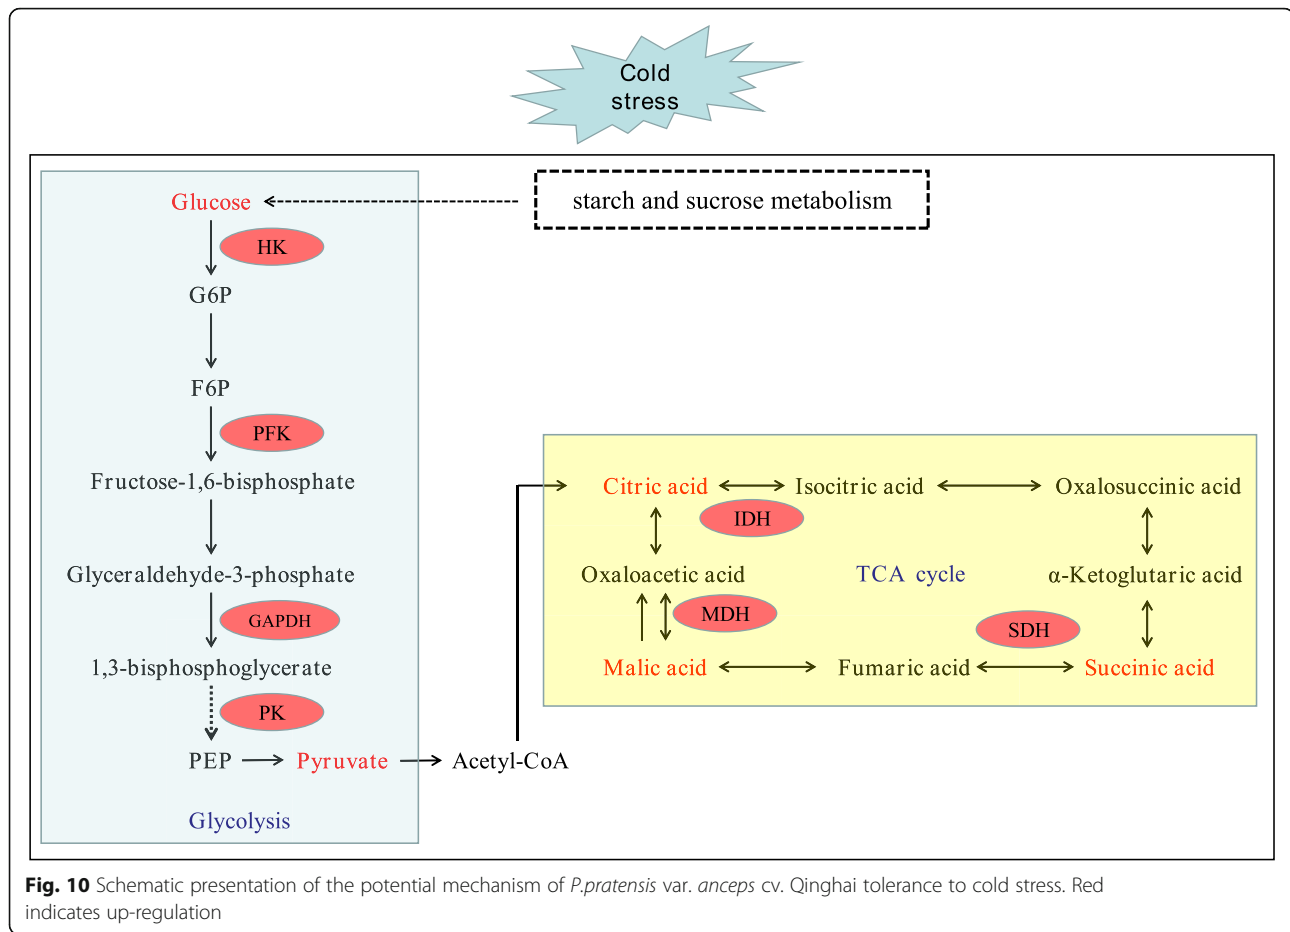 Cold
stress
Glucose
starch and sucrose metabolism
HK
G6P
F6P
PFK
Fructose-1,6-bisphosphate
Glyceraldehyde-3-phosphate
GAPDH
1,3-bisphosphoglycerate
PK
PEP
Pyruvate
Acetyl-CoA
Glycolysis
Citric acid
Isocitric acid
Oxalosuccinic acid
IDH
Oxaloacetic acid
TCA cycle
α-Ketoglutaric acid
MDH
SDH
Malic acid
Fumaric acid
Succinic acid
Fig. 10 Schematic presentation of the potential mechanism of P.pratensis var. anceps cv. Qinghai tolerance to cold stress. Red
indicates up-regulation